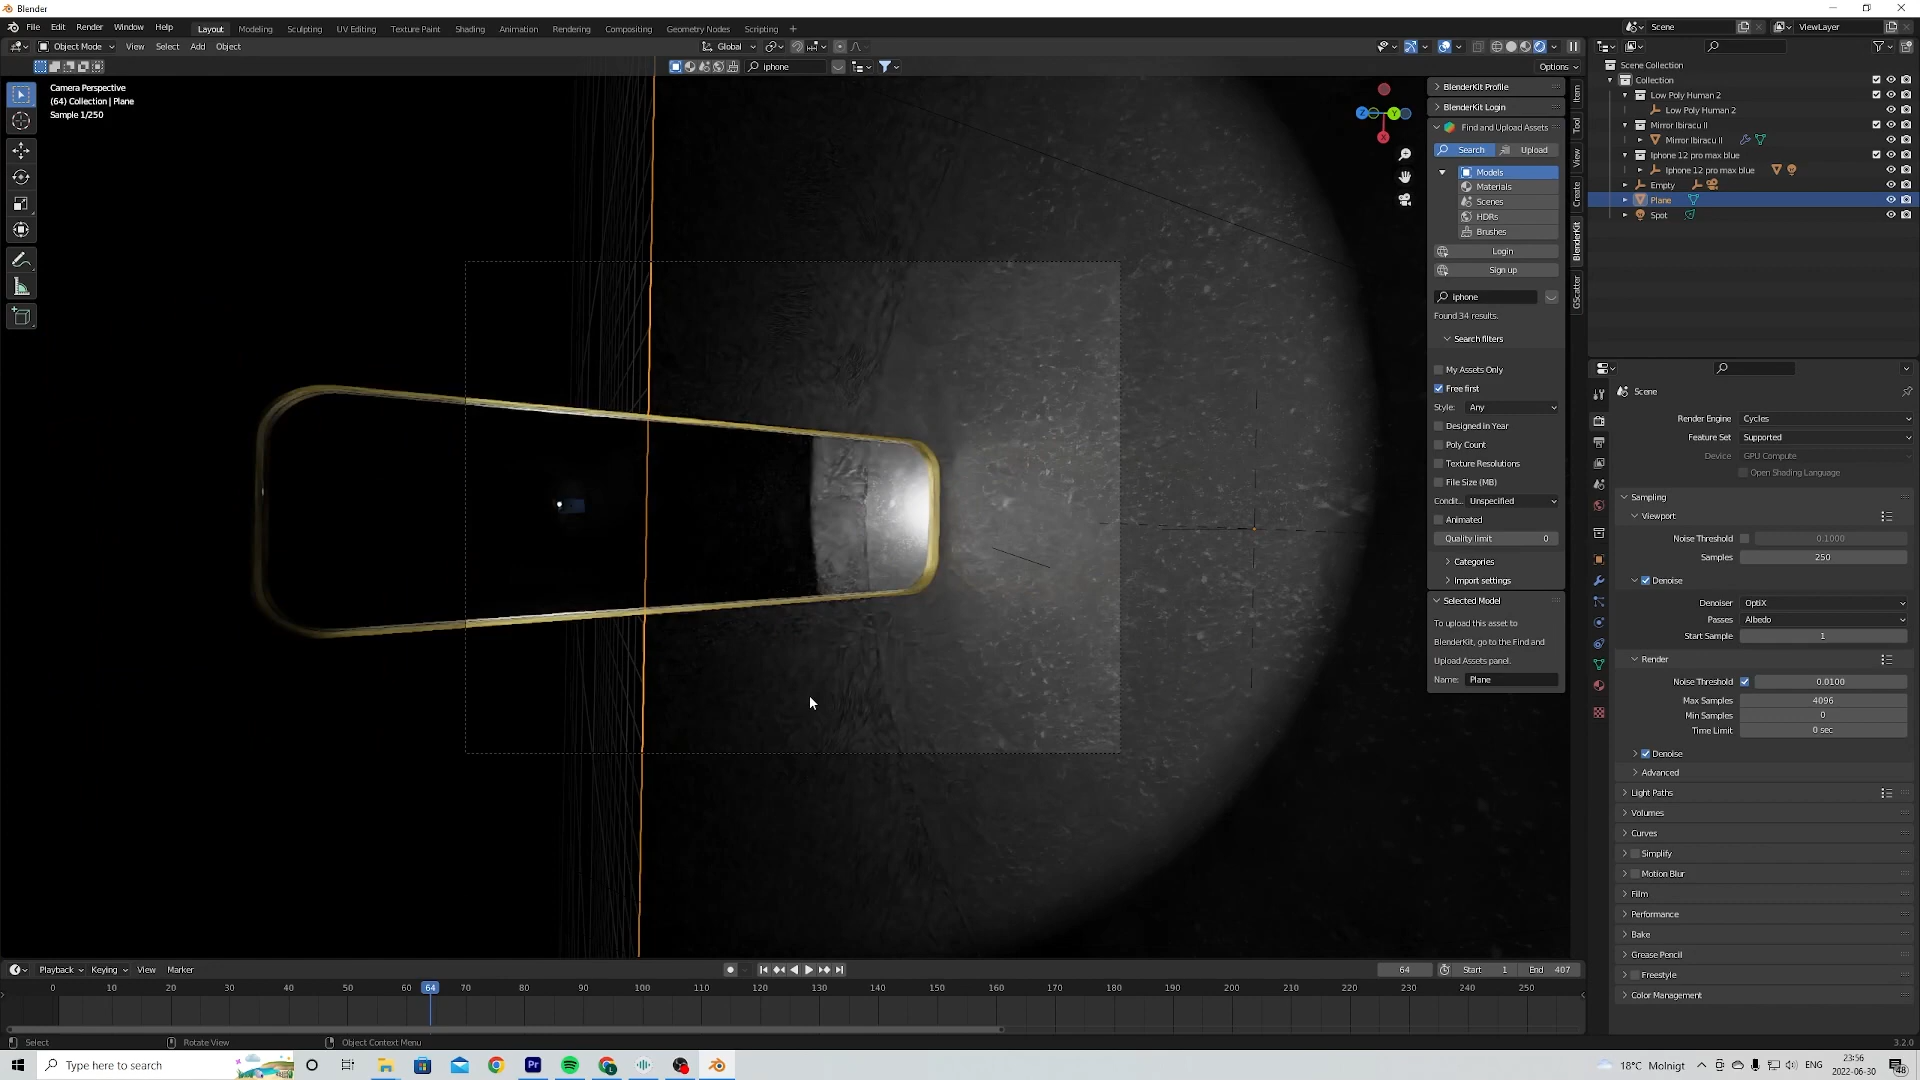 Blender
File Edit Render Window Help Layout Modeling Sculpting UV Editing Texture Paint Shading Animation Rendering Compositing Geometry Nodes Scripting + Scene ViewLayer
Object Mode View Select Add Object Global
iphone Options
Camera Perspective
(64) Collection | Plane
Sample 1/250
BlenderKit Profile
BlenderKit Login
Find and Upload Assets
Search Upload
Models
Materials
Scenes
HDRs
Brushes
Login
Sign up
iphone
Found 34 results.
Search filters
My Assets Only
Free first
Style: Any
Designed in Year
Poly Count
Texture Resolutions
File Size (MB)
Condit... Unspecified
Animated
Quality limit 0
Categories
Import settings
Selected Model
To upload this asset to
BlenderKit, go to the Find and
Upload Assets panel.
Name: Plane
Item
Tool
View
Create
BlenderKit
GScatter
Scene Collection
Collection
Low Poly Human 2
Low Poly Human 2
Mirror Ibiracu II
Mirror Ibiracu II
Iphone 12 pro max blue
Iphone 12 pro max blue
Empty
Plane
Spot
Scene
Render Engine Cycles
Feature Set Supported
Device GPU Compute
Open Shading Language
Sampling
Viewport
Noise Threshold 0.1000
Samples 250
Denoise
Denoiser OptiX
Passes Albedo
Start Sample 1
Render
Noise Threshold 0.0100
Max Samples 4096
Min Samples 0
Time Limit 0 sec
Denoise
Advanced
Light Paths
Volumes
Curves
Simplify
Motion Blur
Film
Performance
Bake
Grease Pencil
Freestyle
Color Management
Playback Keying View Marker 64 Start 1 End 407
0 10 20 30 40 50 60 64 70 80 90 100 110 120 130 140 150 160 170 180 190 200 210 220 230 240 250
Select Rotate View Object Context Menu 3.2.0
Type here to search Pr 18°C Molnigt ENG 23:56
2022-06-30 48